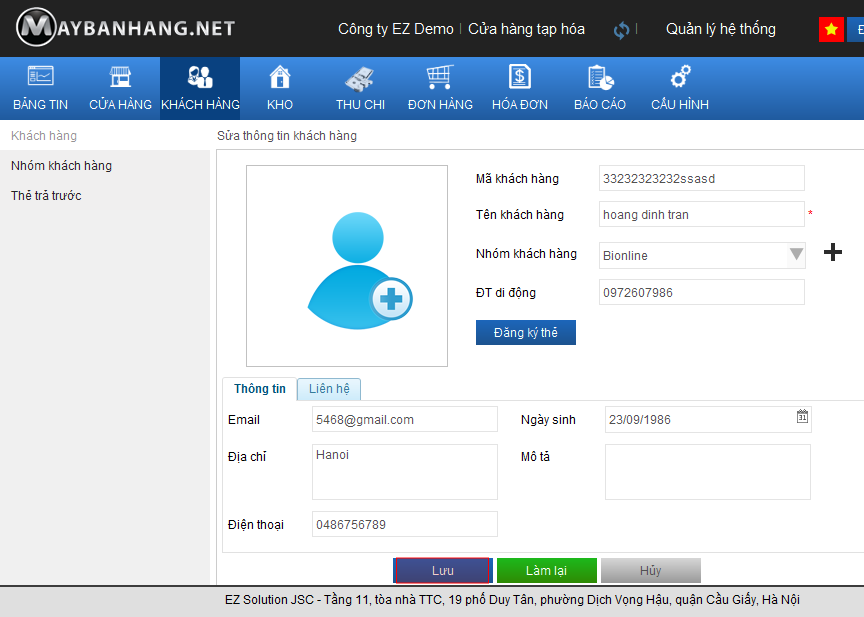 MAYBANHANG.NET
Công ty EZ Demo | Cửa hàng tạp hóa | Quản lý hệ thống
BẢNG TIN CỬA HÀNG KHÁCH HÀNG KHO THU CHI ĐƠN HÀNG HÓA ĐƠN BÁO CÁO CẤU HÌNH
Khách hàng
Nhóm khách hàng
Thẻ trả trước
Sửa thông tin khách hàng
Mã khách hàng 33232323232ssasd
Tên khách hàng hoang dinh tran *
Nhóm khách hàng Bionline
ĐT di động 0972607986
Đăng ký thẻ
Thông tin Liên hệ
Email 5468@gmail.com Ngày sinh 23/09/1986 31
Địa chỉ Hanoi Mô tả
Điện thoại 0486756789
Lưu Làm lại Hủy
EZ Solution JSC - Tầng 11, tòa nhà TTC, 19 phố Duy Tân, phường Dịch Vọng Hậu, quận Cầu Giấy, Hà Nội